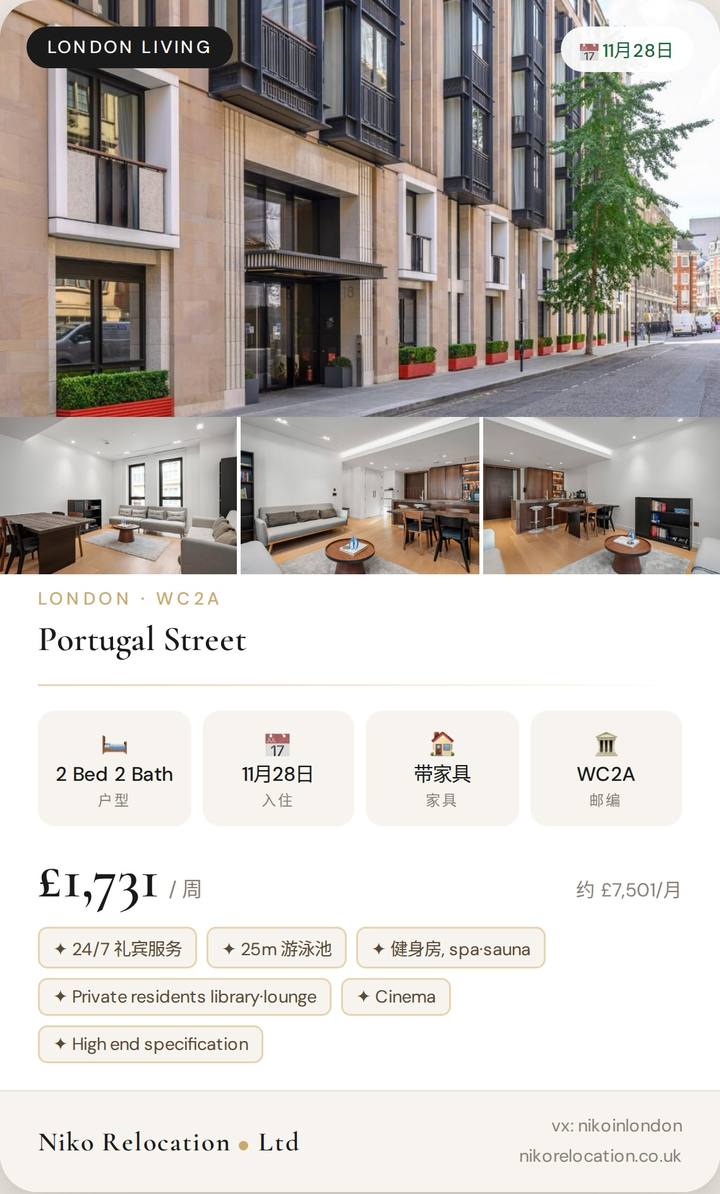 LONDON LIVING
11月28日
LONDON · WC2A
Portugal Street
2 Bed 2 Bath
户型
17
11月28日
入住
带家具
家具
WC2A
邮编
£1,731 / 周
约 £7,501/月
✦ 24/7 礼宾服务
✦ 25m 游泳池
✦ 健身房, spa·sauna
✦ Private residents library·lounge
✦ Cinema
✦ High end specification
Niko Relocation • Ltd
vx: nikoinlondon
nikorelocation.co.uk